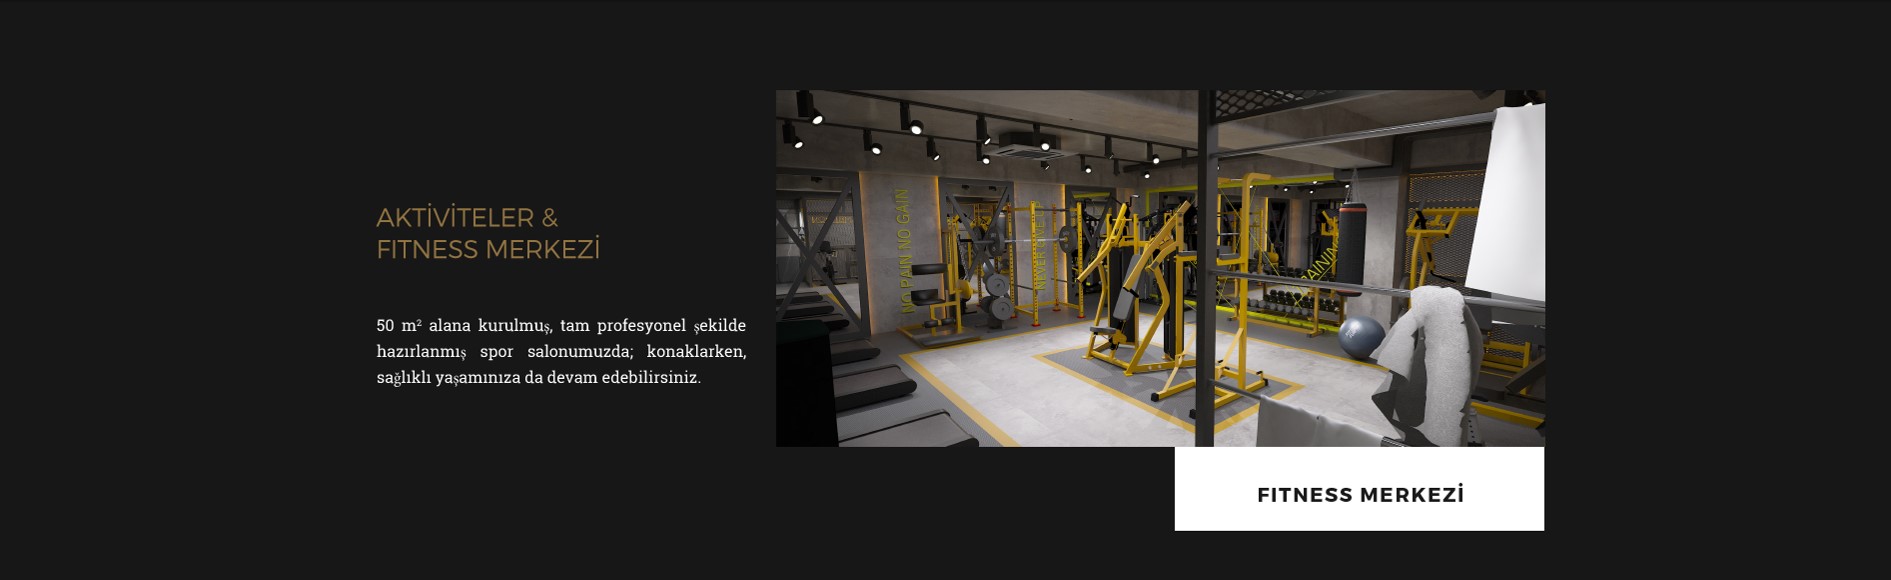 AKTİVİTELER &
FITNESS MERKEZİ
50 m² alana kurulmuş, tam profesyonel şekilde
hazırlanmış spor salonumuzda; konaklarken,
sağlıklı yaşamınıza da devam edebilirsiniz.
NO PAIN NO GAIN
FITNESS MERKEZİ